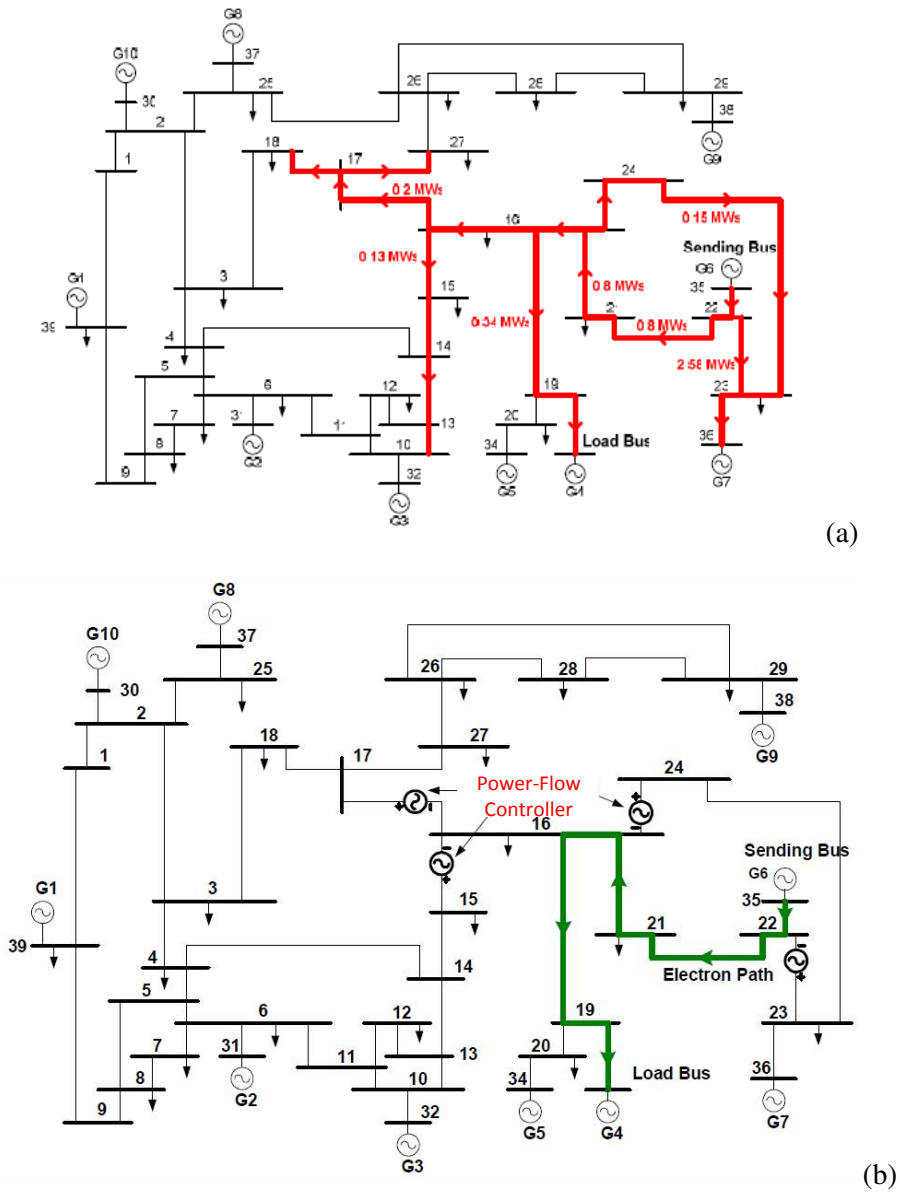 G8
G10
37
25
26
28
29
30
38
2
G9
18
17
27
24
1
0 2 MWs
0 15 MWs
16
Sending Bus
G6
0 13 MWs
3
G1
15
0 8 MWs
35
0 34 MWs
21
22
39
0 8 MWs
4
14
2 58 MWs
5
6
12
19
23
7
31
20
13
Load Bus
11
36
8
G2
10
34
9
32
G5
G4
G7
G3
(a)
G8
G10
37
26
28
29
25
30
38
2
G9
18
17
27
24
1
Power-Flow
Controller
16
Sending Bus
G6
G1
3
15
35
21
22
39
4
14
Electron Path
5
6
12
19
23
7
31
20
13
11
Load Bus
36
8
10
34
G2
9
32
G5
G4
G7
G3
(b)